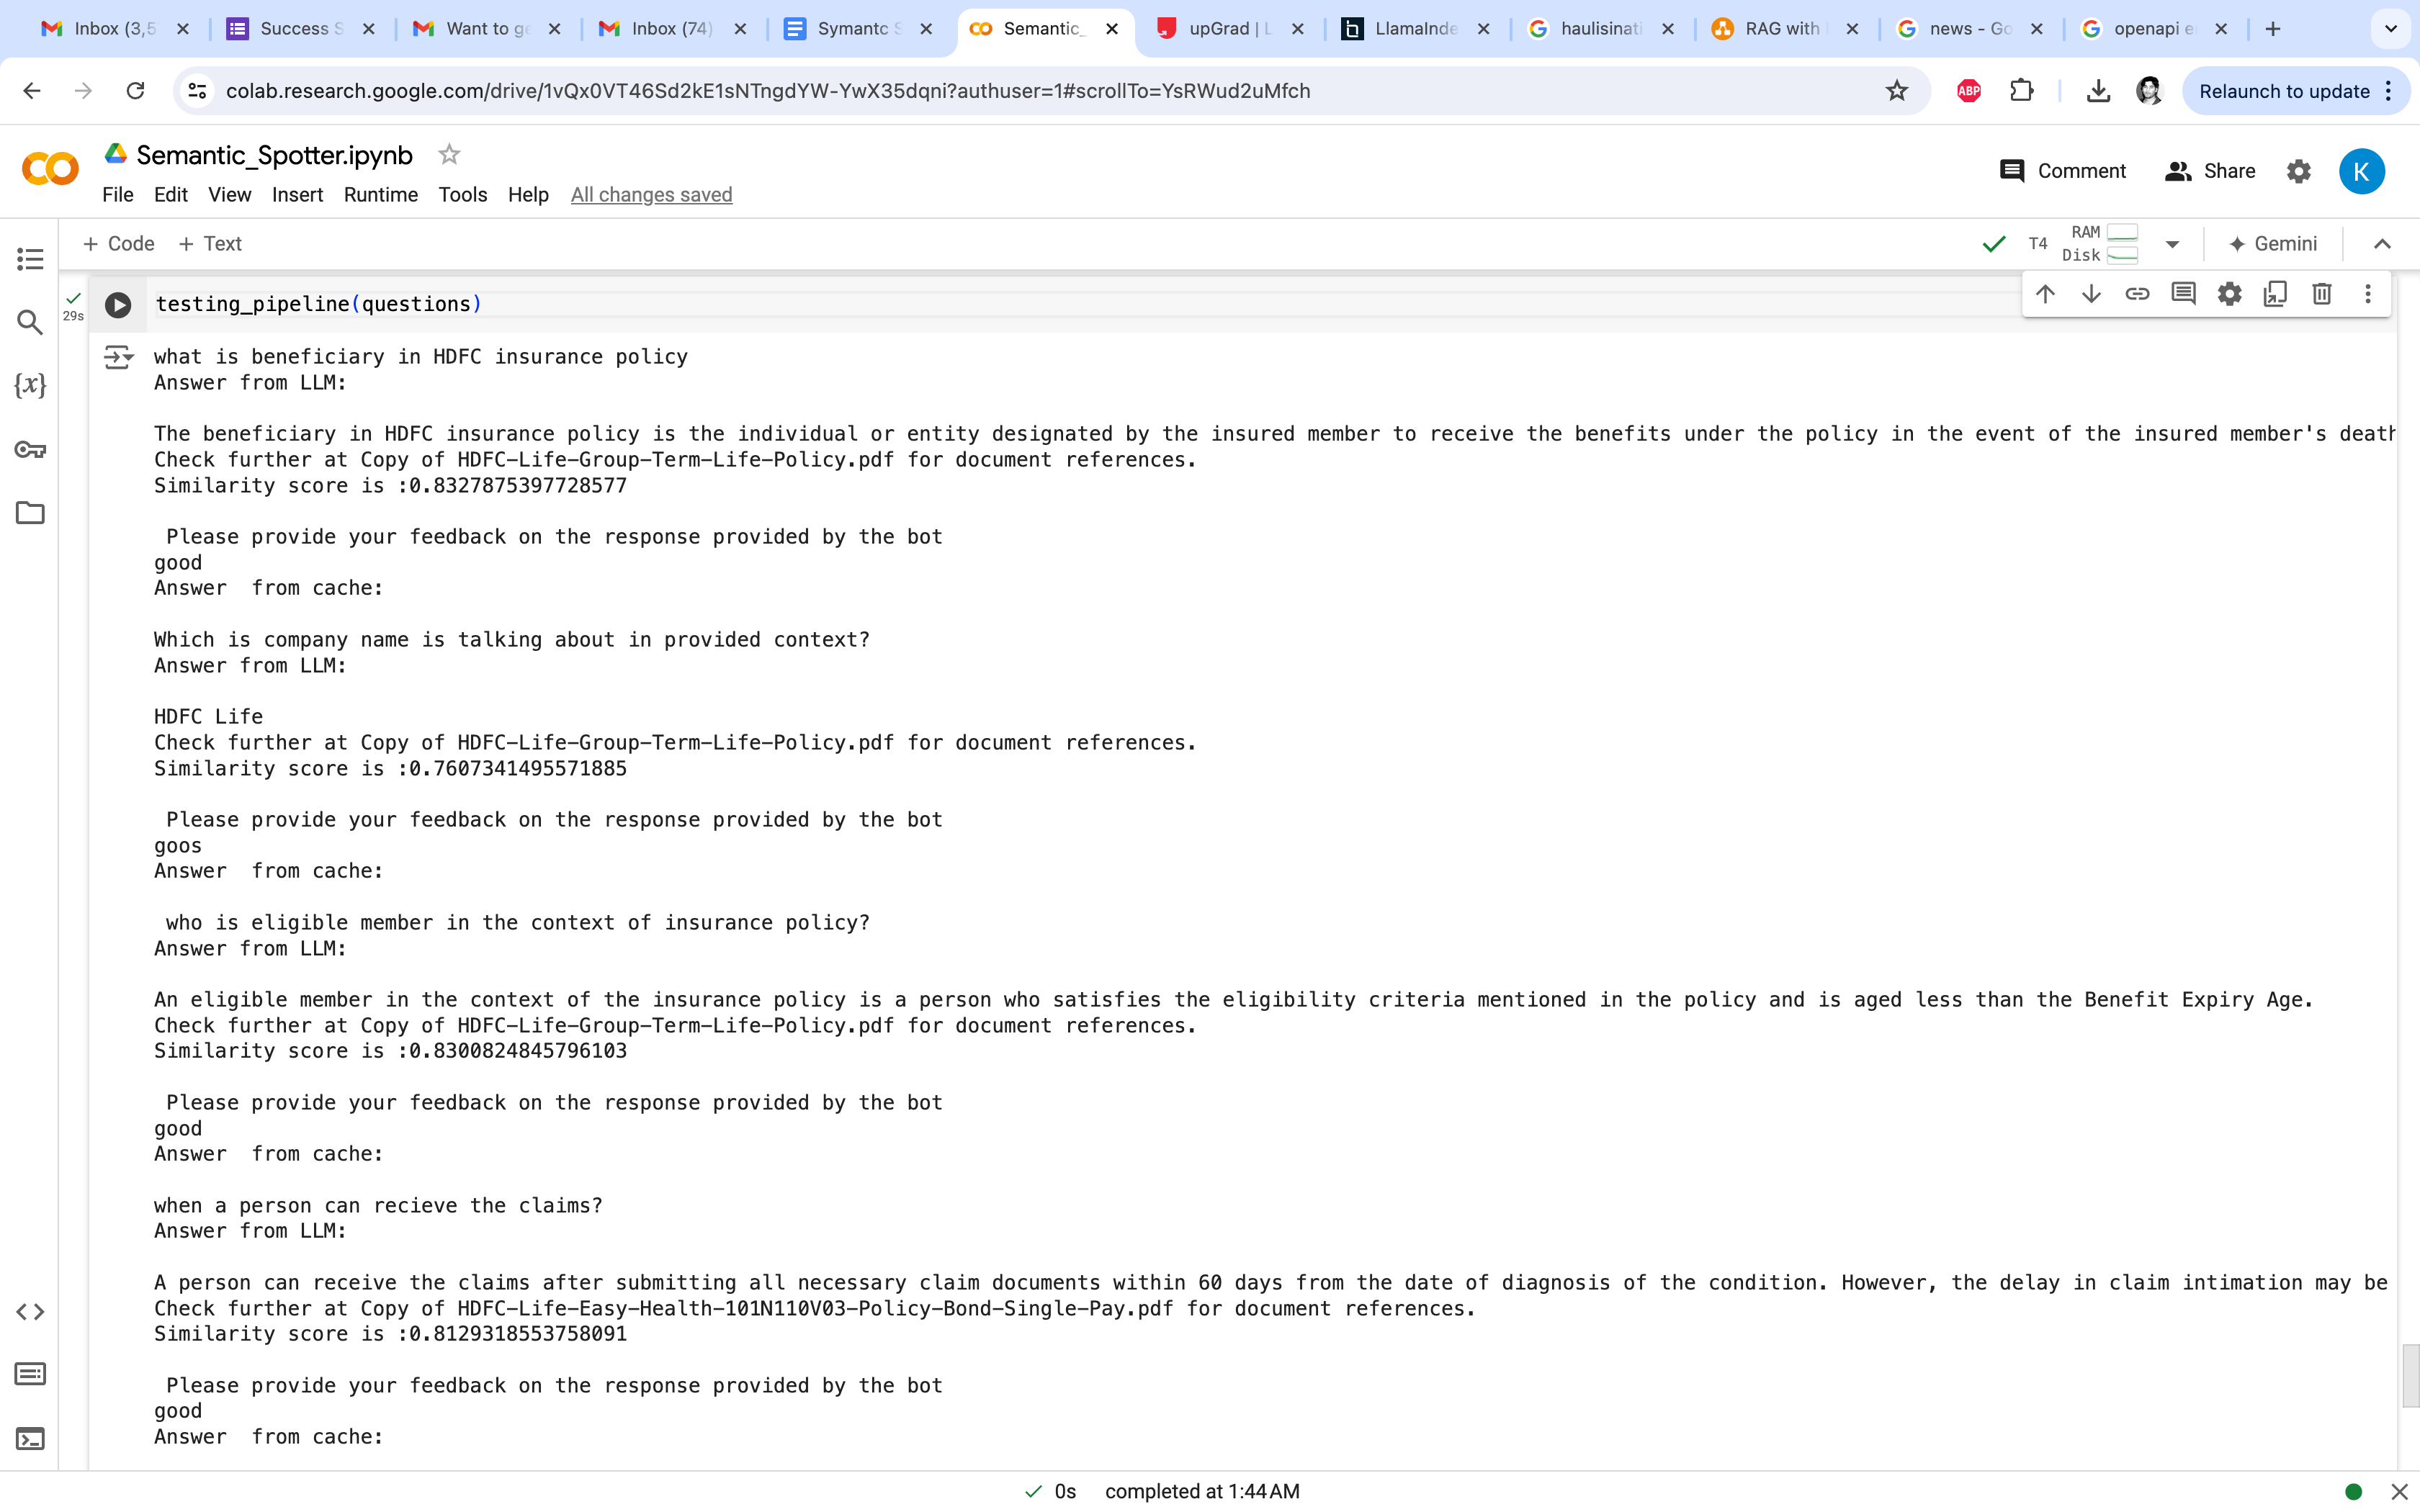 Inbox (3,5
Success S
Want to ge
Inbox (74)
Symantc S
Semantic_
upGrad | L
LlamaInde
haulisinati
RAG with
news - Go
openapi e
colab.research.google.com/drive/1vQx0VT46Sd2kE1sNTngdYW-YwX35dqni?authuser=1#scrollTo=YsRWud2uMfch
ABP
Relaunch to update
Semantic_Spotter.ipynb
Comment
Share
K
File Edit View Insert Runtime Tools Help All changes saved
+ Code + Text
T4
RAM
Disk
Gemini
29s
testing_pipeline(questions)
what is beneficiary in HDFC insurance policy
Answer from LLM:
The beneficiary in HDFC insurance policy is the individual or entity designated by the insured member to receive the benefits under the policy in the event of the insured member's death
Check further at Copy of HDFC-Life-Group-Term-Life-Policy.pdf for document references.
Similarity score is :0.8327875397728577
Please provide your feedback on the response provided by the bot
good
Answer  from cache:
Which is company name is talking about in provided context?
Answer from LLM:
HDFC Life
Check further at Copy of HDFC-Life-Group-Term-Life-Policy.pdf for document references.
Similarity score is :0.7607341495571885
Please provide your feedback on the response provided by the bot
goos
Answer  from cache:
who is eligible member in the context of insurance policy?
Answer from LLM:
An eligible member in the context of the insurance policy is a person who satisfies the eligibility criteria mentioned in the policy and is aged less than the Benefit Expiry Age.
Check further at Copy of HDFC-Life-Group-Term-Life-Policy.pdf for document references.
Similarity score is :0.8300824845796103
Please provide your feedback on the response provided by the bot
good
Answer  from cache:
when a person can recieve the claims?
Answer from LLM:
A person can receive the claims after submitting all necessary claim documents within 60 days from the date of diagnosis of the condition. However, the delay in claim intimation may be
Check further at Copy of HDFC-Life-Easy-Health-101N110V03-Policy-Bond-Single-Pay.pdf for document references.
Similarity score is :0.8129318553758091
Please provide your feedback on the response provided by the bot
good
Answer  from cache:
0s completed at 1:44 AM